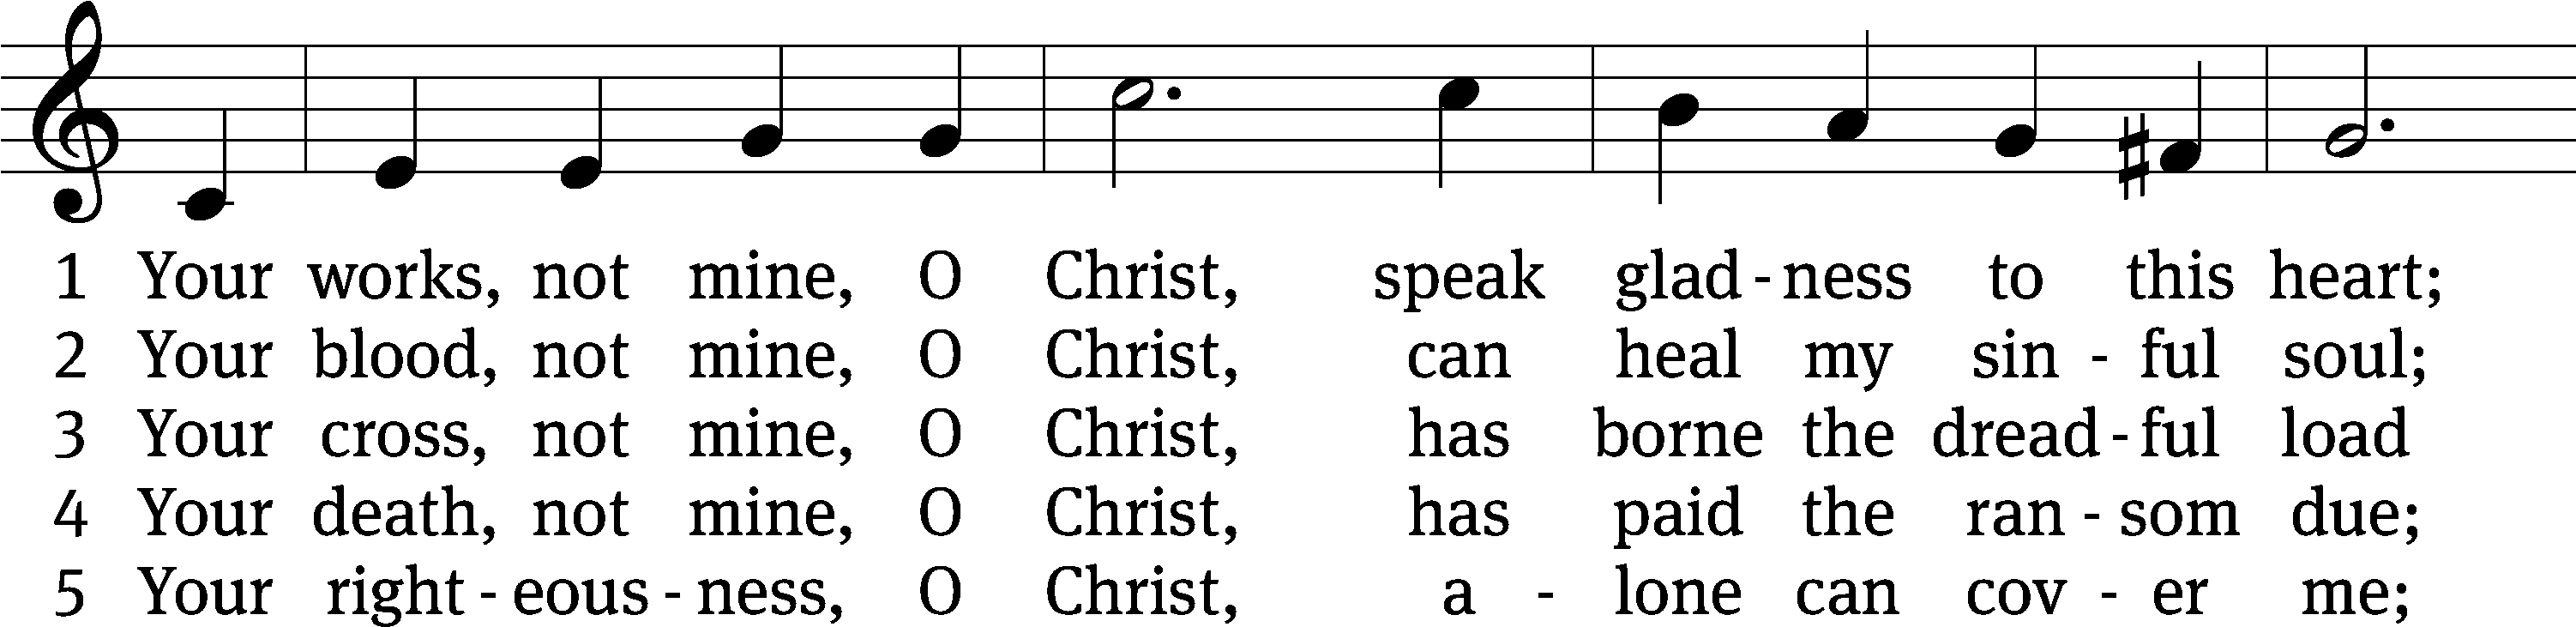 1 Your works, not mine, O Christ, speak glad - ness to this heart;
2 Your blood, not mine, O Christ, can heal my sin - ful soul;
3 Your cross, not mine, O Christ, has borne the dread - ful load
4 Your death, not mine, O Christ, has paid the ran - som due;
5 Your right - eous - ness, O Christ, a - lone can cov - er me;